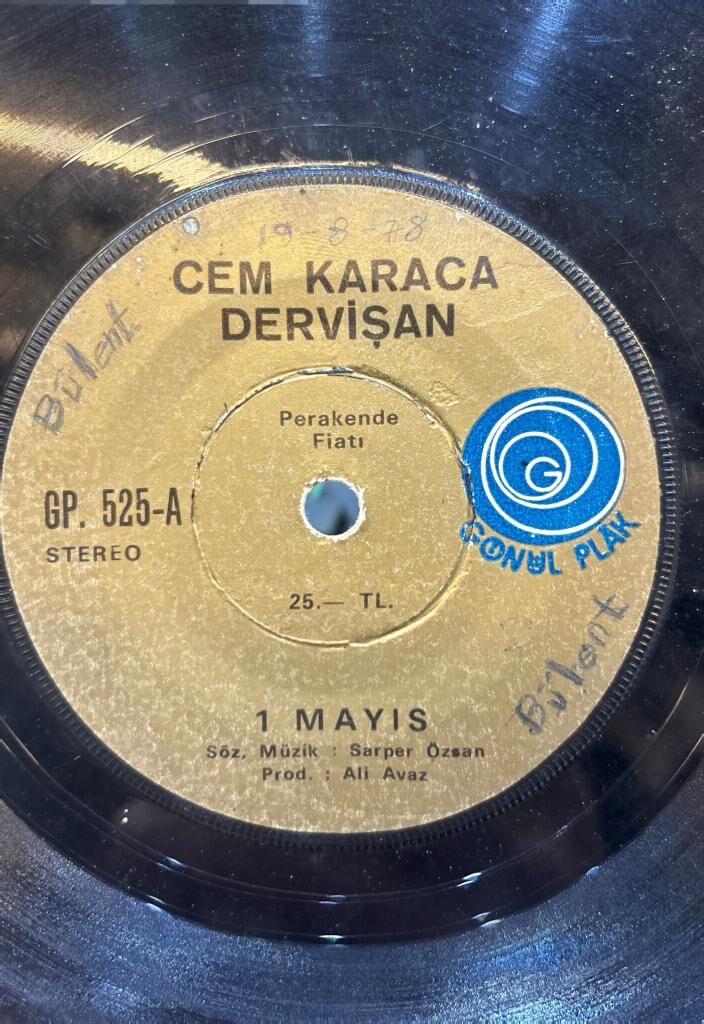 19-8-78
CEM KARACA
DERVİŞAN
Bülent
Perakende
Fiatı
G
GP. 525-A
STEREO
GÖNÜL PLÂK
25.— TL.
Bülent
1 MAYIS
Söz, Müzik : Sarper Özsan
Prod. : Ali Avaz